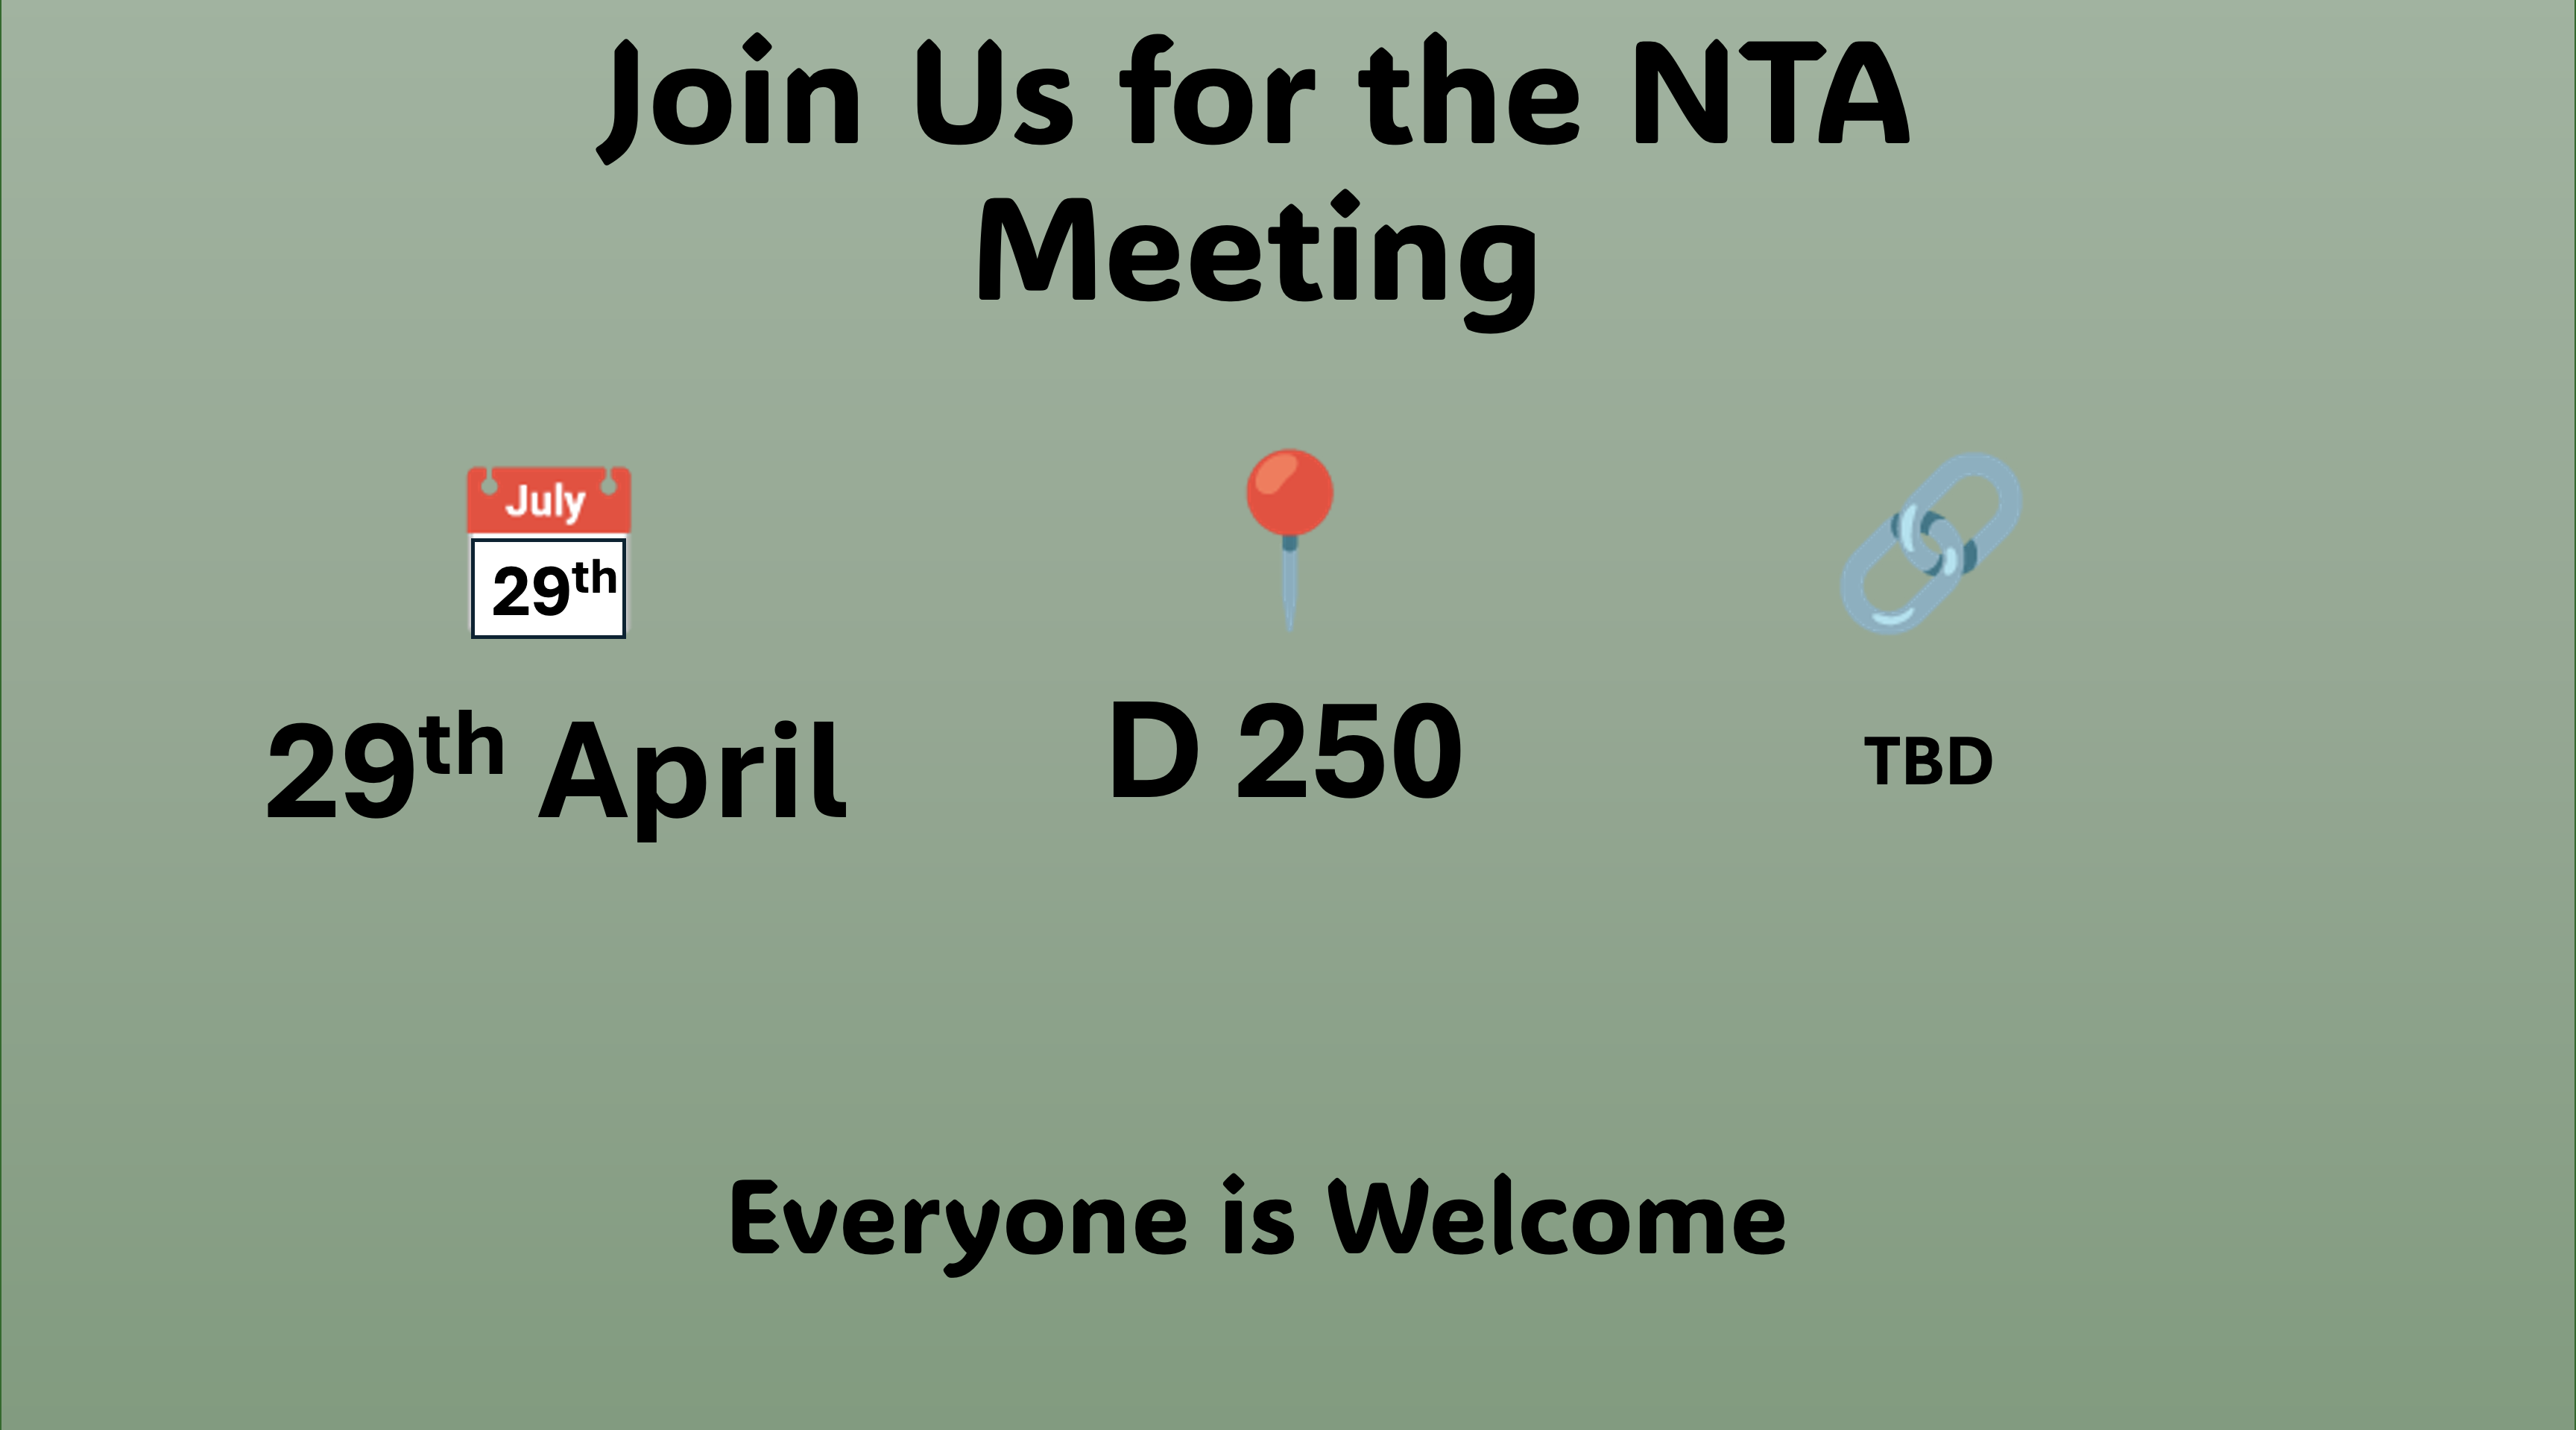 Join Us for the NTA
Meeting
July
29th
29th April
D 250
TBD
Everyone is Welcome